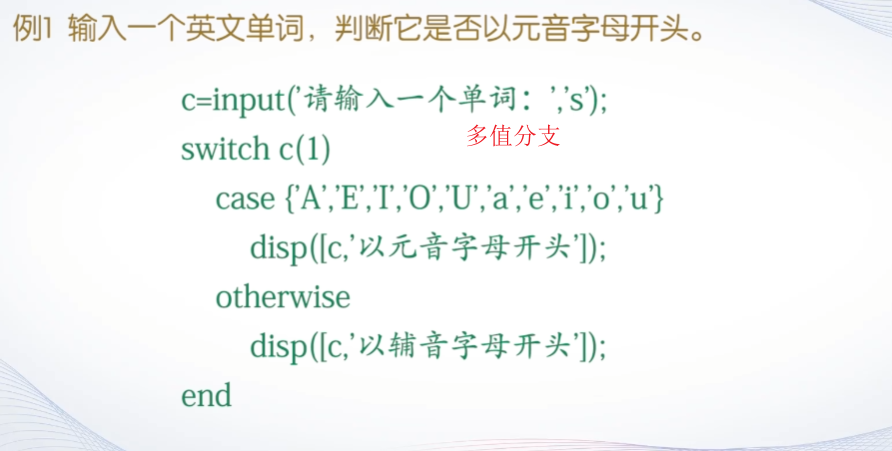 例1 输入一个英文单词，判断它是否以元音字母开头。
c=input('请输入一个单词：','s');
多值分支
switch c(1)
case {'A','E','I','O','U','a','e','i','o','u'}
disp([c,'以元音字母开头']);
otherwise
disp([c,'以辅音字母开头']);
end